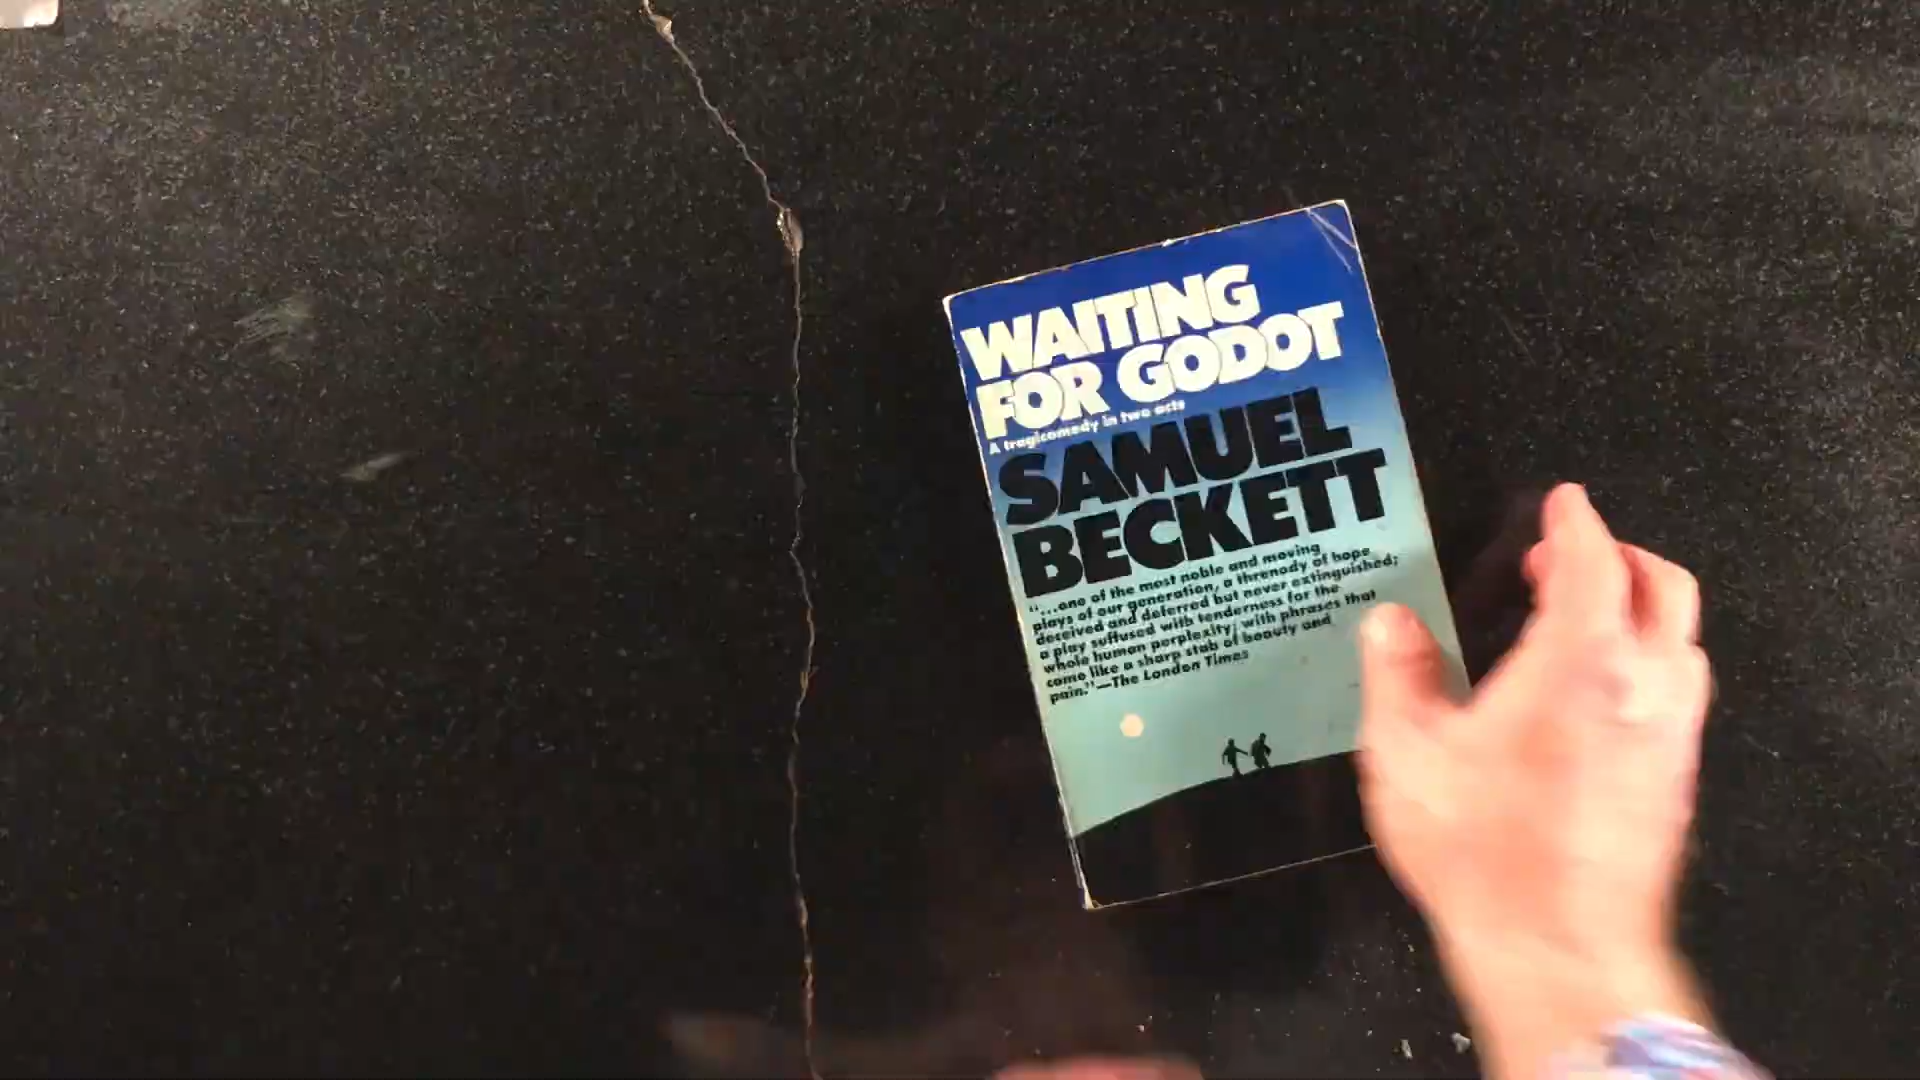 WAITING
FOR GODOT
A tragicomedy in two acts
SAMUEL
BECKETT
"...one of the most noble and moving
plays of our generation, a threnody of hope
deceived and deferred but never extinguished;
a play suffused with tenderness for the
whole human perplexity; with phrases that
come like a sharp stab of beauty and
pain."—The London Times